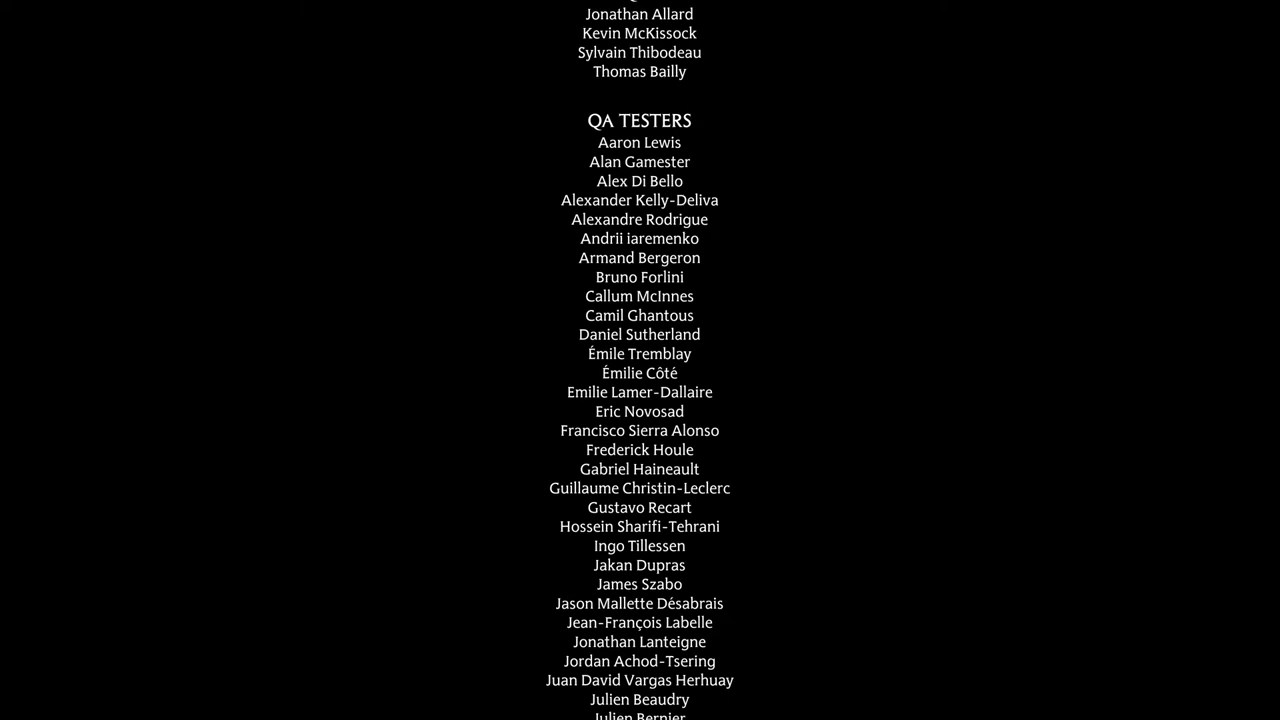 Jonathan Allard
Kevin McKissock
Sylvain Thibodeau
Thomas Bailly
QA TESTERS
Aaron Lewis
Alan Gamester
Alex Di Bello
Alexander Kelly-Deliva
Alexandre Rodrigue
Andrii iaremenko
Armand Bergeron
Bruno Forlini
Callum McInnes
Camil Ghantous
Daniel Sutherland
Émile Tremblay
Émilie Côté
Emilie Lamer-Dallaire
Eric Novosad
Francisco Sierra Alonso
Frederick Houle
Gabriel Haineault
Guillaume Christin-Leclerc
Gustavo Recart
Hossein Sharifi-Tehrani
Ingo Tillessen
Jakan Dupras
James Szabo
Jason Mallette Désabrais
Jean-François Labelle
Jonathan Lanteigne
Jordan Achod-Tsering
Juan David Vargas Herhuay
Julien Beaudry
Julien Bernier